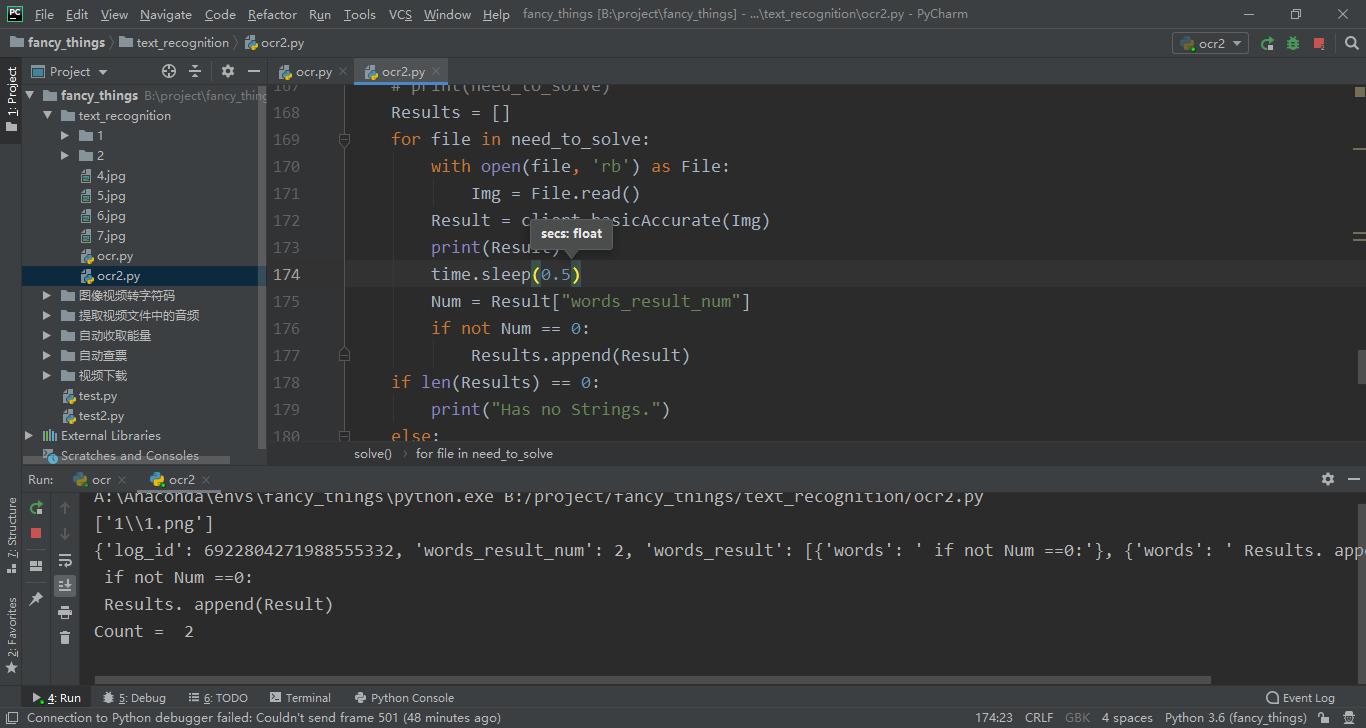 PC File Edit View Navigate Code Refactor Run Tools VCS Window Help fancy_things [B:\project\fancy_things] - ...\text_recognition\ocr2.py - PyCharm
fancy_things text_recognition ocr2.py ocr2
1: Project
Project
ocr.py ocr2.py
fancy_things B:\project\fancy_thing
text_recognition
1
2
4.jpg
5.jpg
6.jpg
7.jpg
ocr.py
ocr2.py
图像视频转字符码
提取视频文件中的音频
自动收取能量
自动查票
视频下载
test.py
test2.py
External Libraries
Scratches and Consoles
167 # print(need_to_solve)
168 Results = []
169 for file in need_to_solve:
170 with open(file, 'rb') as File:
171 Img = File.read()
172 Result = client.basicAccurate(Img)
secs: float
173 print(Result)
174 time.sleep(0.5)
175 Num = Result["words_result_num"]
176 if not Num == 0:
177 Results.append(Result)
178 if len(Results) == 0:
179 print("Has no Strings.")
180 else:
solve() for file in need_to_solve
Run: ocr ocr2
7: Structure
2: Favorites
A:\Anaconda\envs\fancy_things\python.exe B:/project/fancy_things/text_recognition/ocr2.py
['1\\1.png']
{'log_id': 6922804271988555332, 'words_result_num': 2, 'words_result': [{'words': ' if not Num ==0:'}, {'words': ' Results. appe
if not Num ==0:
Results. append(Result)
Count = 2
4: Run 5: Debug 6: TODO Terminal Python Console Event Log
Connection to Python debugger failed: Couldn't send frame 501 (48 minutes ago) 174:23 CRLF GBK 4 spaces Python 3.6 (fancy_things)